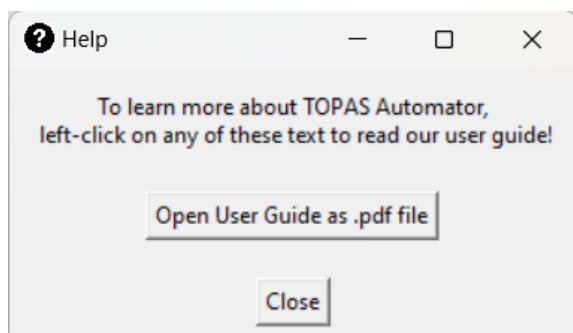 Help
To learn more about TOPAS Automator,
left-click on any of these text to read our user guide!
Open User Guide as .pdf file
Close